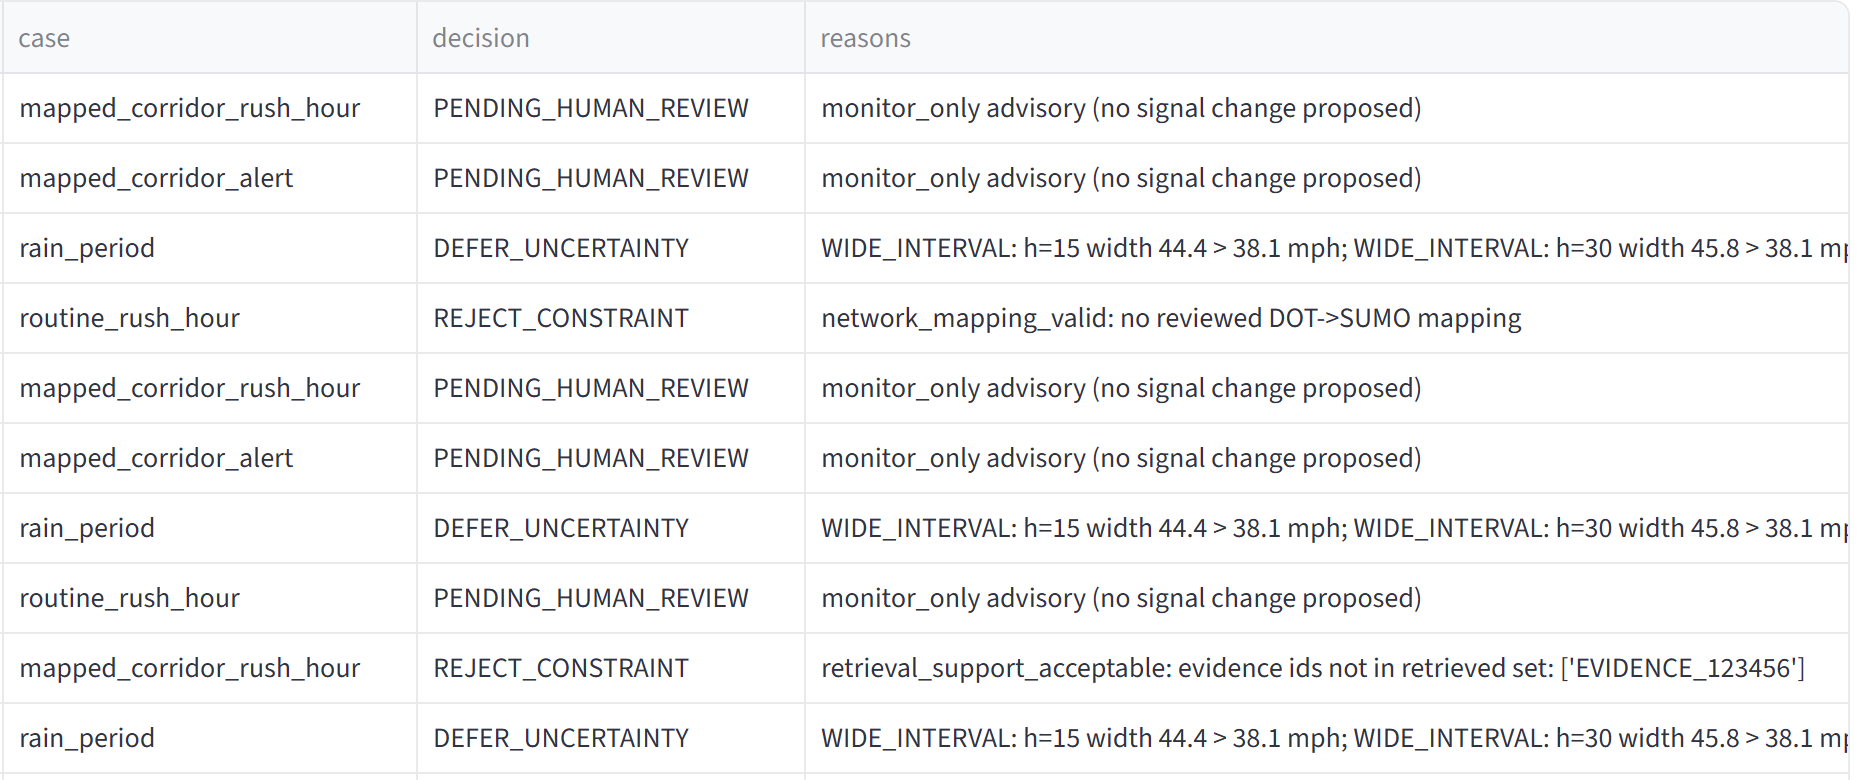 case decision reasons
mapped_corridor_rush_hour PENDING_HUMAN_REVIEW monitor_only advisory (no signal change proposed)
mapped_corridor_alert PENDING_HUMAN_REVIEW monitor_only advisory (no signal change proposed)
rain_period DEFER_UNCERTAINTY WIDE_INTERVAL: h=15 width 44.4 > 38.1 mph; WIDE_INTERVAL: h=30 width 45.8 > 38.1
routine_rush_hour REJECT_CONSTRAINT network_mapping_valid: no reviewed DOT->SUMO mapping
mapped_corridor_rush_hour PENDING_HUMAN_REVIEW monitor_only advisory (no signal change proposed)
mapped_corridor_alert PENDING_HUMAN_REVIEW monitor_only advisory (no signal change proposed)
rain_period DEFER_UNCERTAINTY WIDE_INTERVAL: h=15 width 44.4 > 38.1 mph; WIDE_INTERVAL: h=30 width 45.8 > 38.1
routine_rush_hour PENDING_HUMAN_REVIEW monitor_only advisory (no signal change proposed)
mapped_corridor_rush_hour REJECT_CONSTRAINT retrieval_support_acceptable: evidence ids not in retrieved set: ['EVIDENCE_123456']
rain_period DEFER_UNCERTAINTY WIDE_INTERVAL: h=15 width 44.4 > 38.1 mph; WIDE_INTERVAL: h=30 width 45.8 > 38.1